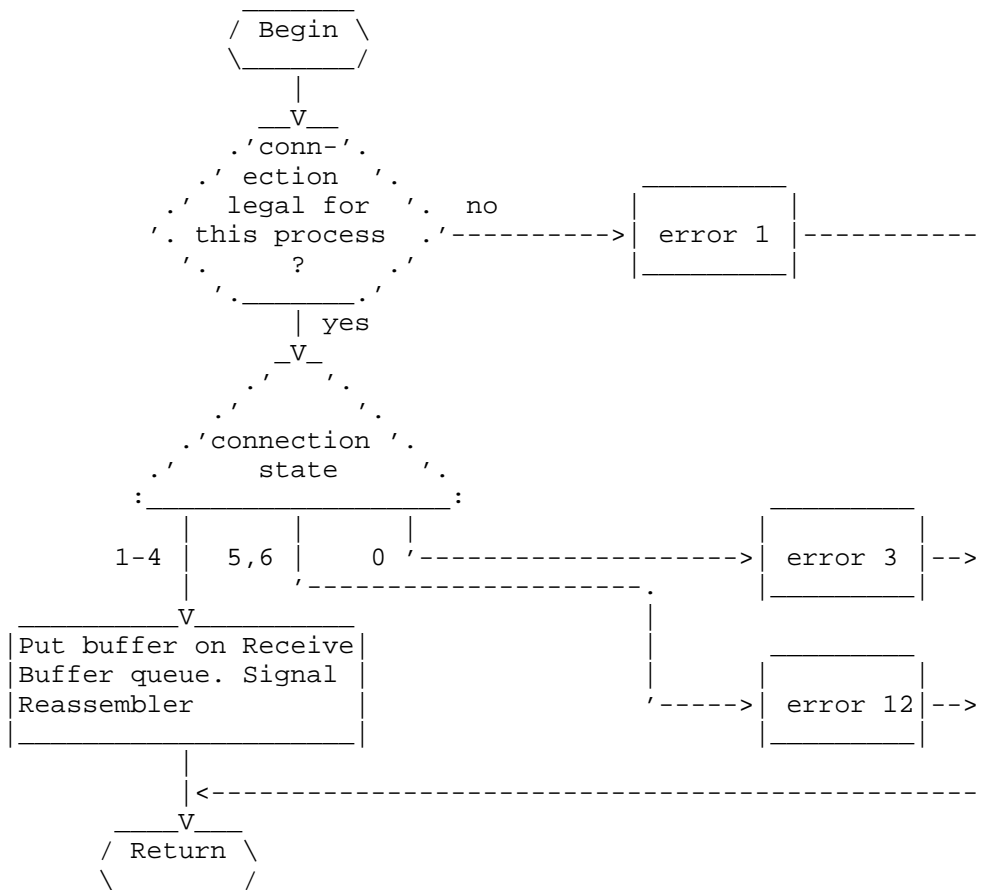 Begin
conn-
ection
legal for no
this process error 1
?
yes
connection
state
1-4 5,6 0 error 3
Put buffer on Receive
Buffer queue. Signal
Reassembler error 12
Return